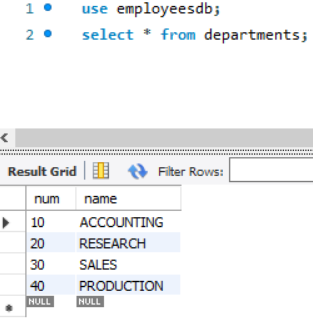 1 use employeesdb;
2 select * from departments;
Result Grid Filter Rows:
num name
10 ACCOUNTING
20 RESEARCH
30 SALES
40 PRODUCTION
NULL NULL